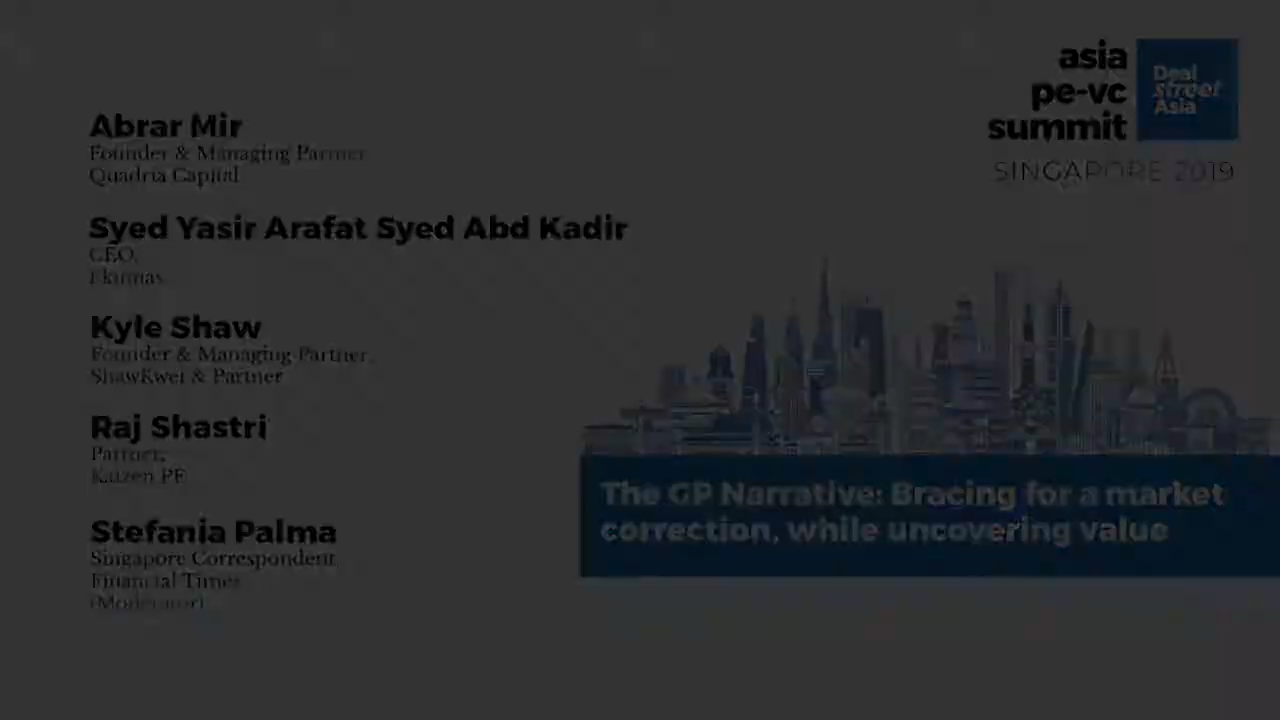 Abrar Mir
Founder & Managing Partner
Quadria Capital
Syed Yasir Arafat Syed Abd Kadir
CEO,
Ekuinas
Kyle Shaw
Founder & Managing Partner,
ShawKwei & Partner
Raj Shastri
Partner,
Kaizen PE
Stefania Palma
Singapore Correspondent
Financial Times
(Moderator)
asia
pe-vc
summit
Deal
street
Asia
SINGAPORE 2019
The GP Narrative: Bracing for a market
correction, while uncovering value